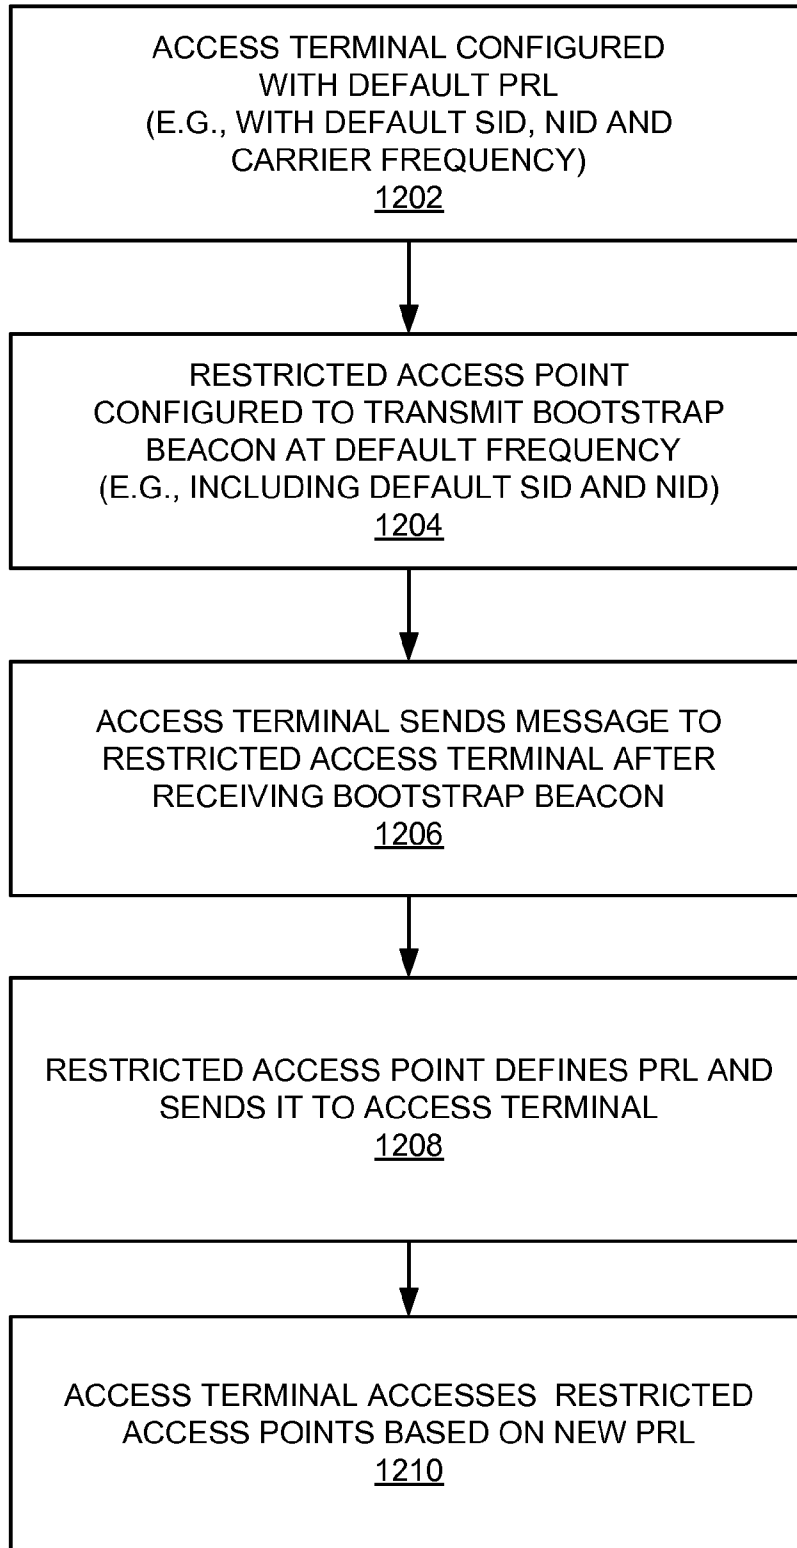 ACCESS TERMINAL CONFIGURED
WITH DEFAULT PRL
(E.G., WITH DEFAULT SID, NID AND
CARRIER FREQUENCY)
1202
RESTRICTED ACCESS POINT
CONFIGURED TO TRANSMIT BOOTSTRAP
BEACON AT DEFAULT FREQUENCY
(E.G., INCLUDING DEFAULT SID AND NID)
1204
ACCESS TERMINAL SENDS MESSAGE TO
RESTRICTED ACCESS TERMINAL AFTER
RECEIVING BOOTSTRAP BEACON
1206
RESTRICTED ACCESS POINT DEFINES PRL AND
SENDS IT TO ACCESS TERMINAL
1208
ACCESS TERMINAL ACCESSES  RESTRICTED
ACCESS POINTS BASED ON NEW PRL
1210